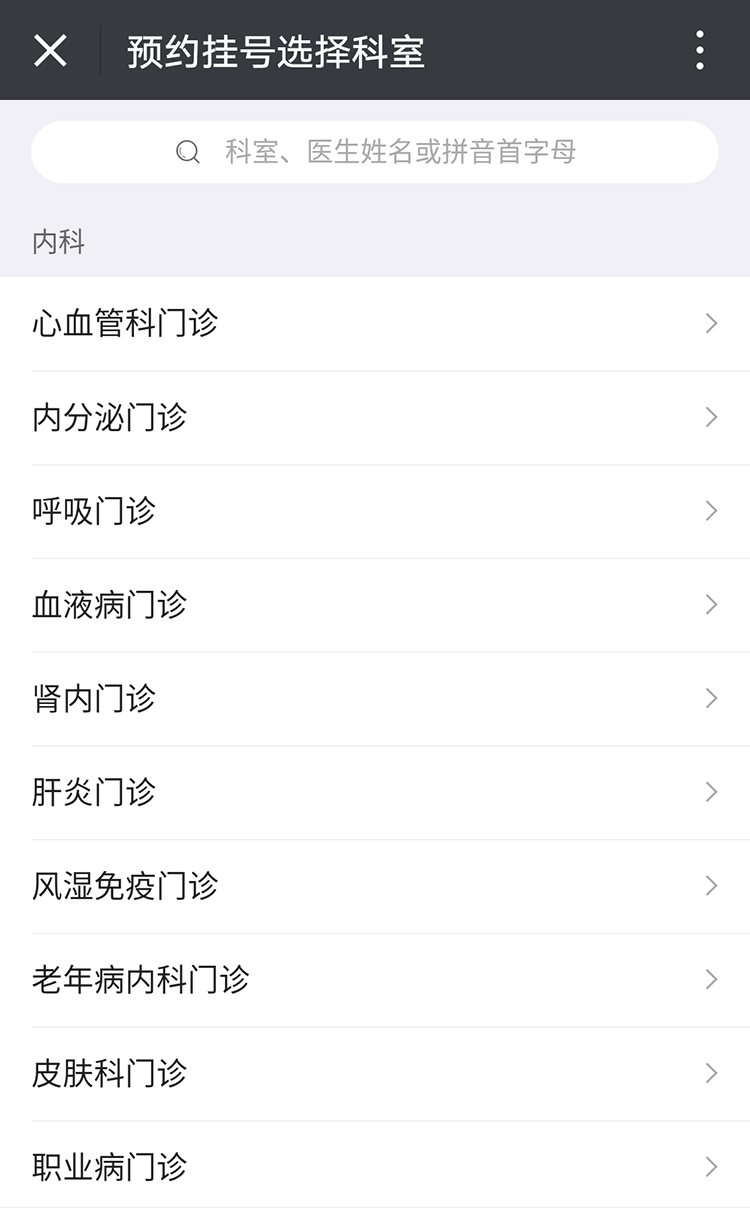 预约挂号选择科室
科室、医生姓名或拼音首字母
内科
心血管科门诊
内分泌门诊
呼吸门诊
血液病门诊
肾内门诊
肝炎门诊
风湿免疫门诊
老年病内科门诊
皮肤科门诊
职业病门诊